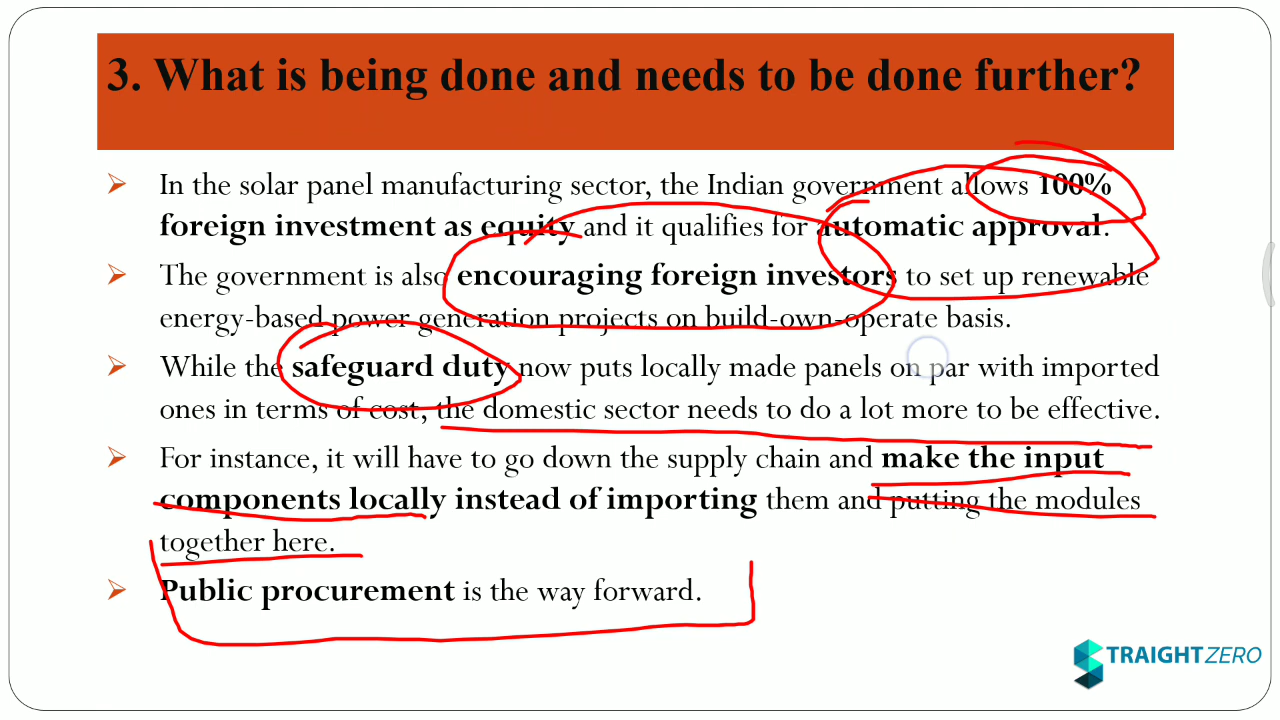 3. What is being done and needs to be done further?
In the solar panel manufacturing sector, the Indian government allows 100%
foreign investment as equity and it qualifies for automatic approval.
The government is also encouraging foreign investors to set up renewable
energy-based power generation projects on build-own-operate basis.
While the safeguard duty now puts locally made panels on par with imported
ones in terms of cost, the domestic sector needs to do a lot more to be effective.
For instance, it will have to go down the supply chain and make the input
components locally instead of importing them and putting the modules
together here.
Public procurement is the way forward.
TRAIGHTZERO